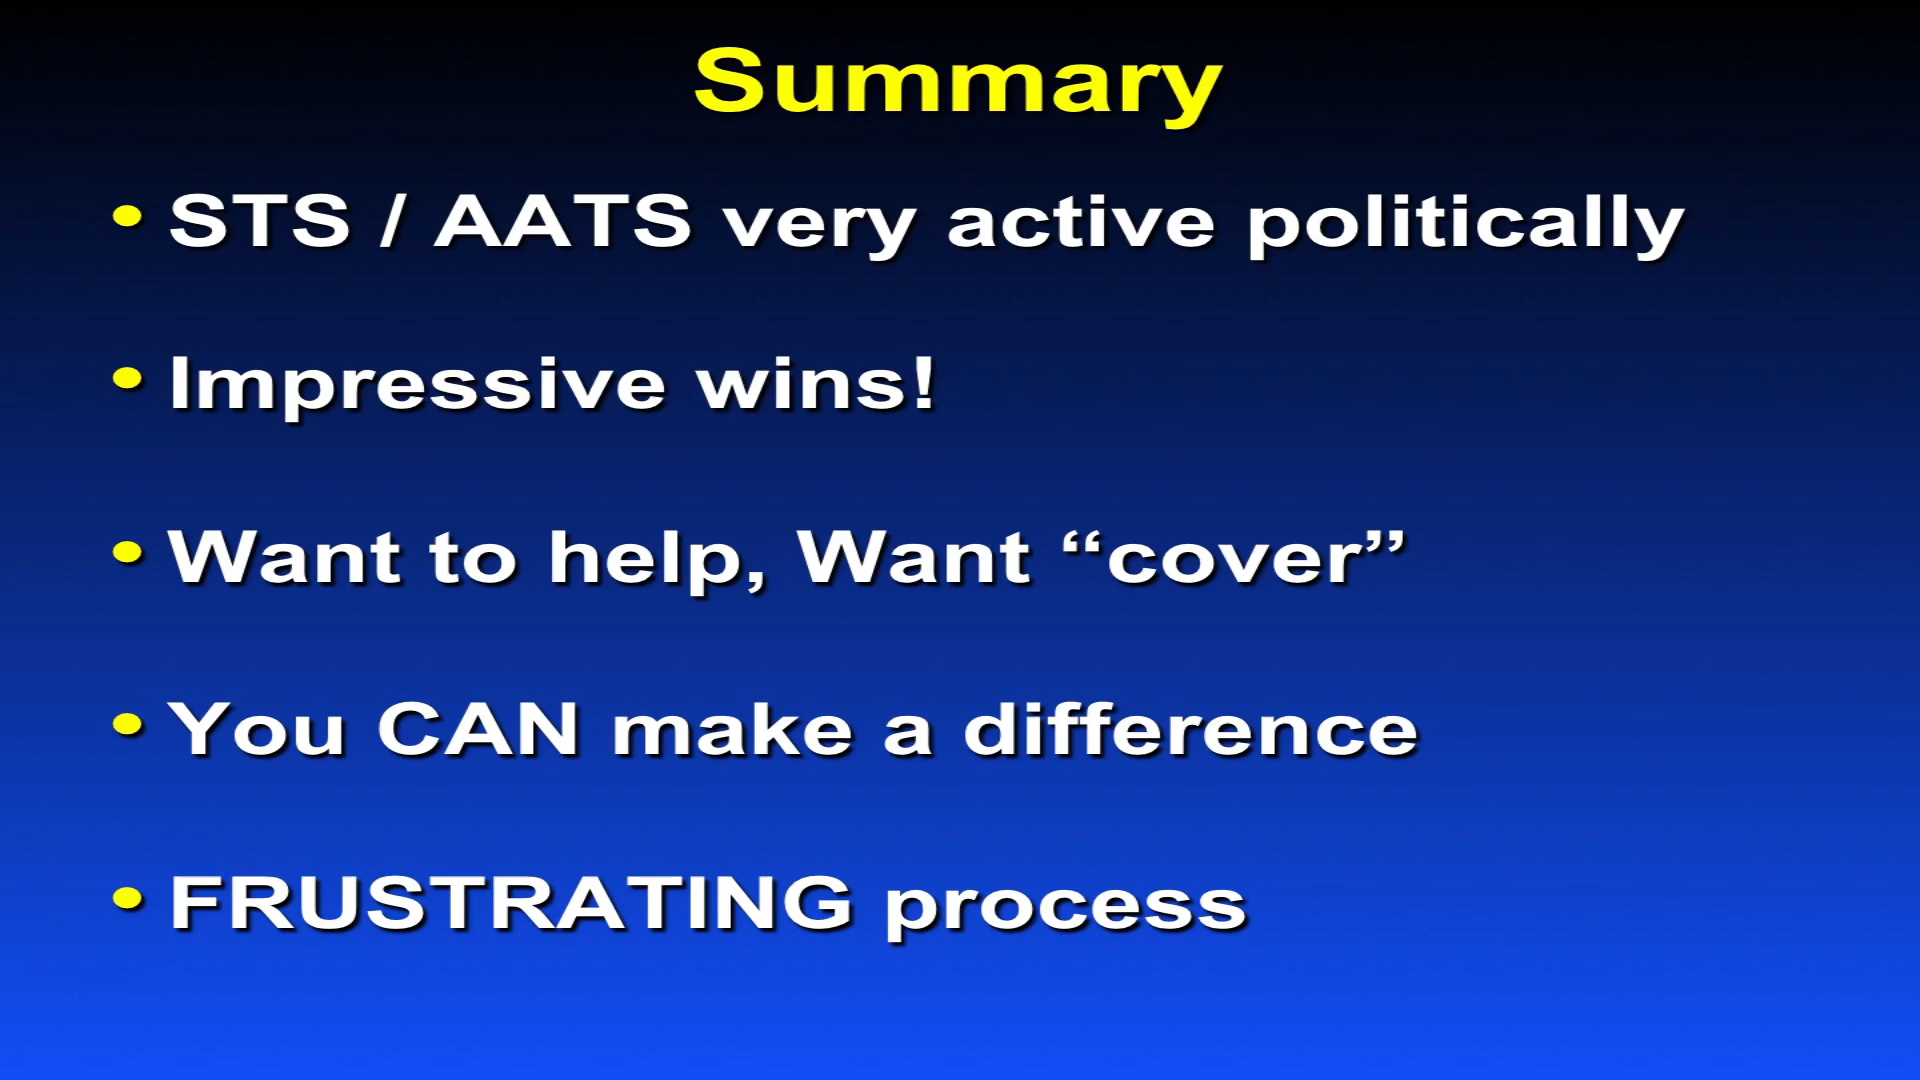 Summary
• STS / AATS very active politically
• Impressive wins!
• Want to help, Want “cover”
• You CAN make a difference
• FRUSTRATING process